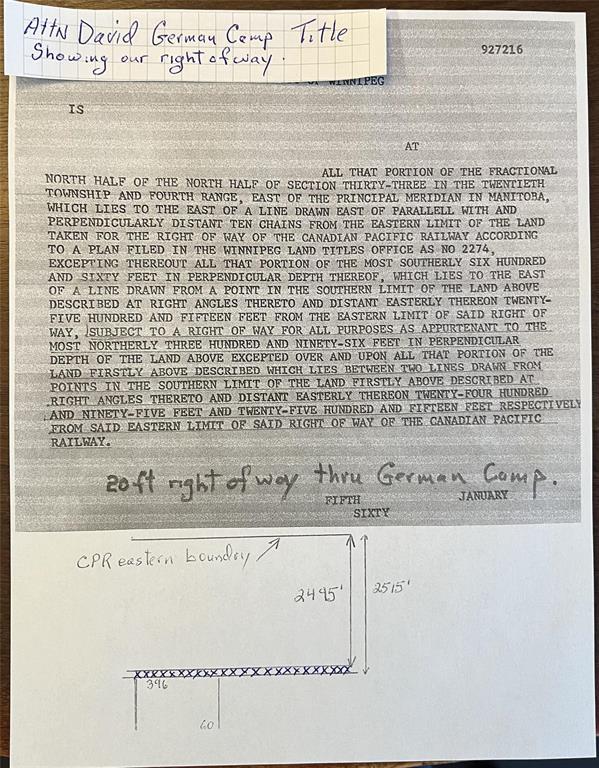 Attn David German Camp Title
Showing our right of way.
927216
OF WINNIPEG
IS
AT
ALL THAT PORTION OF THE FRACTIONAL
NORTH HALF OF THE NORTH HALF OF SECTION THIRTY-THREE IN THE TWENTIETH
TOWNSHIP AND FOURTH RANGE, EAST OF THE PRINCIPAL MERIDIAN IN MANITOBA,
WHICH LIES TO THE EAST OF A LINE DRAWN EAST OF PARALLELL WITH AND
PERPENDICULARLY DISTANT TEN CHAINS FROM THE EASTERN LIMIT OF THE LAND
TAKEN FOR THE RIGHT OF WAY OF THE CANADIAN PACIFIC RAILWAY ACCORDING
TO A PLAN FILED IN THE WINNIPEG LAND TITLES OFFICE AS NO 2274,
EXCEPTING THEREOUT ALL THAT PORTION OF THE MOST SOUTHERLY SIX HUNDRED
AND SIXTY FEET IN PERPENDICULAR DEPTH THEREOF, WHICH LIES TO THE EAST
OF A LINE DRAWN FROM A POINT IN THE SOUTHERN LIMIT OF THE LAND ABOVE
DESCRIBED AT RIGHT ANGLES THERETO AND DISTANT EASTERLY THEREON TWENTY-
FIVE HUNDRED AND FIFTEEN FEET FROM THE EASTERN LIMIT OF SAID RIGHT OF
WAY, SUBJECT TO A RIGHT OF WAY FOR ALL PURPOSES AS APPURTENANT TO THE
MOST NORTHERLY THREE HUNDRED AND NINETY-SIX FEET IN PERPENDICULAR
DEPTH OF THE LAND ABOVE EXCEPTED OVER AND UPON ALL THAT PORTION OF THE
LAND FIRSTLY ABOVE DESCRIBED WHICH LIES BETWEEN TWO LINES DRAWN FROM
POINTS IN THE SOUTHERN LIMIT OF THE LAND FIRSTLY ABOVE DESCRIBED AT
RIGHT ANGLES THERETO AND DISTANT EASTERLY THEREON TWENTY-FOUR HUNDRED
AND NINETY-FIVE FEET AND TWENTY-FIVE HUNDRED AND FIFTEEN FEET RESPECTIVELY
FROM SAID EASTERN LIMIT OF SAID RIGHT OF WAY OF THE CANADIAN PACIFIC
RAILWAY.
20ft right of way thru German Camp.
FIFTH JANUARY
SIXTY
CPR eastern boundry
2495' 2515'
396
60